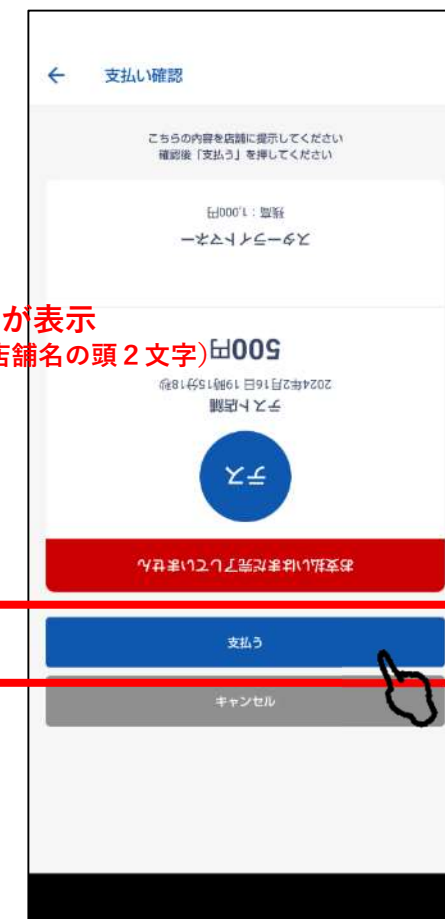 ← 支払い確認
こちらの内容を店舗に提示してください
確認後「支払う」を押してください
残高：1,000円
スターライトマネー
が表示
店舗名の頭２文字)
500円
2024年2月16日 19時15分18秒
テスト店舗
テス
お支払いはまだ完了していません
支払う
キャンセル